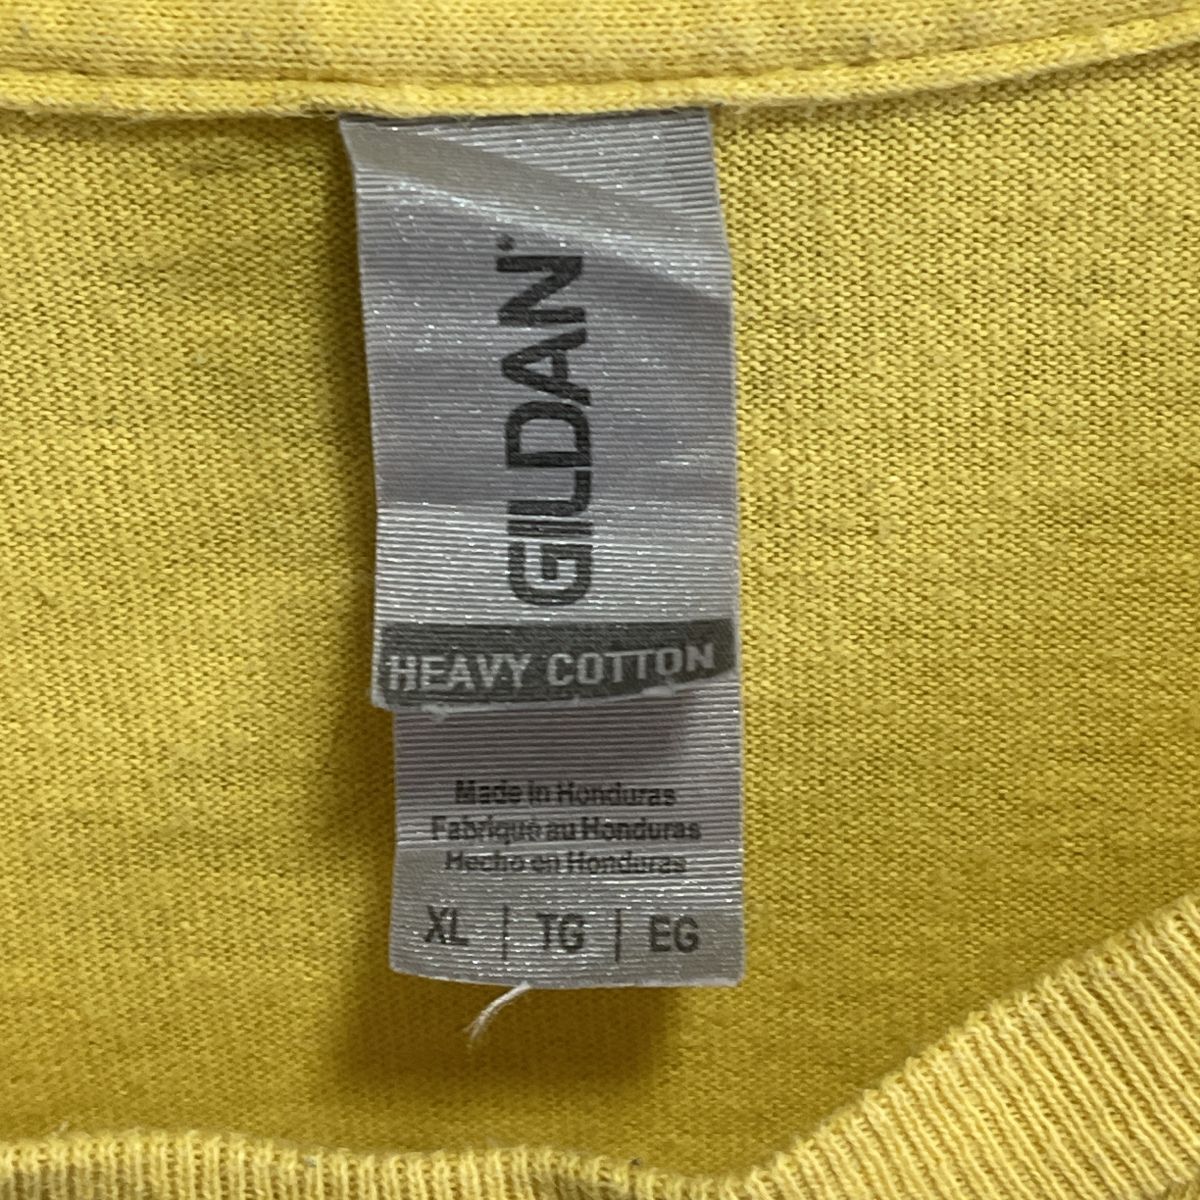 GILDAN®
HEAVY COTTON
Made in Honduras
Fabriqué au Honduras
Hecho en Honduras
XL | TG | EG